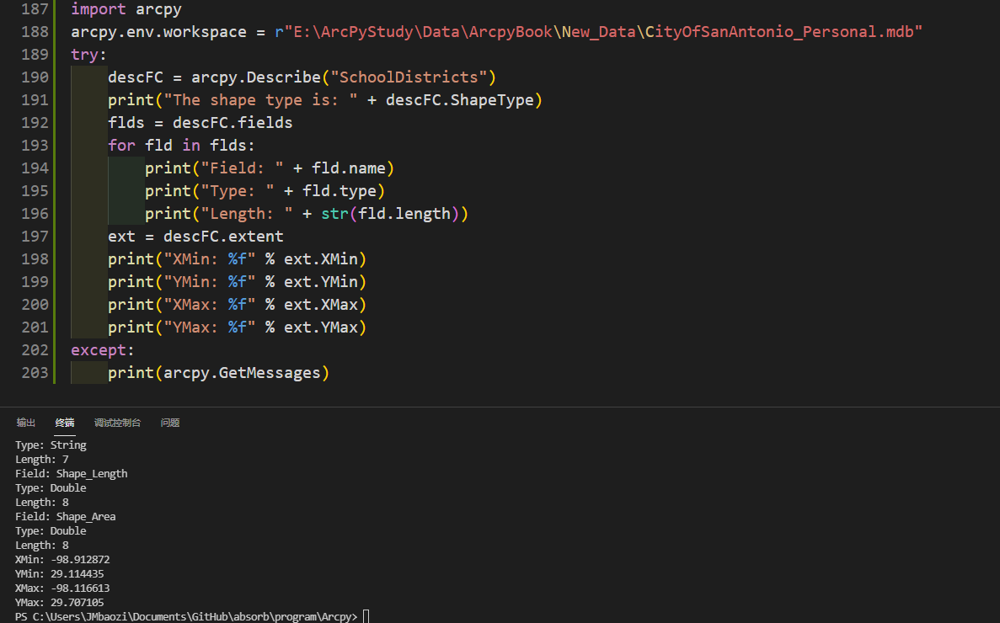 187 import arcpy
188 arcpy.env.workspace = r"E:\ArcPyStudy\Data\ArcpyBook\New_Data\CityOfSanAntonio_Personal.mdb"
189 try:
190     descFC = arcpy.Describe("SchoolDistricts")
191     print("The shape type is: " + descFC.ShapeType)
192     flds = descFC.fields
193     for fld in flds:
194         print("Field: " + fld.name)
195         print("Type: " + fld.type)
196         print("Length: " + str(fld.length))
197     ext = descFC.extent
198     print("XMin: %f" % ext.XMin)
199     print("YMin: %f" % ext.YMin)
200     print("XMax: %f" % ext.XMax)
201     print("YMax: %f" % ext.YMax)
202 except:
203     print(arcpy.GetMessages)
输出 终端 调试控制台 问题
Type: String
Length: 7
Field: Shape_Length
Type: Double
Length: 8
Field: Shape_Area
Type: Double
Length: 8
XMin: -98.912872
YMin: 29.114435
XMax: -98.116613
YMax: 29.707105
PS C:\Users\JMbaozi\Documents\GitHub\absorb\program\Arcpy>